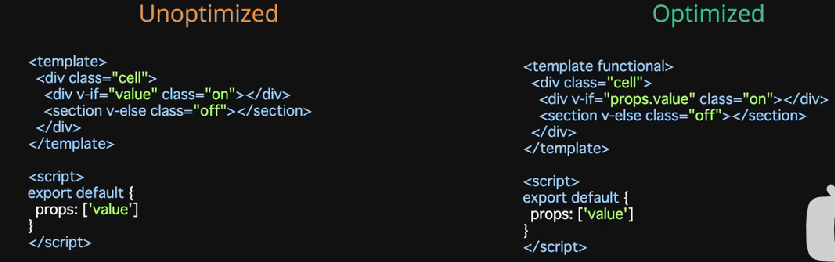 Unoptimized
<template>
<div class="cell">
<div v-if="value" class="on"></div>
<section v-else class="off"></section>
</div>
</template>
<script>
export default {
props: ['value']
}
</script>
Optimized
<template functional>
<div class="cell">
<div v-if="props.value" class="on"></div>
<section v-else class="off"></section>
</div>
</template>
<script>
export default {
props: ['value']
}
</script>